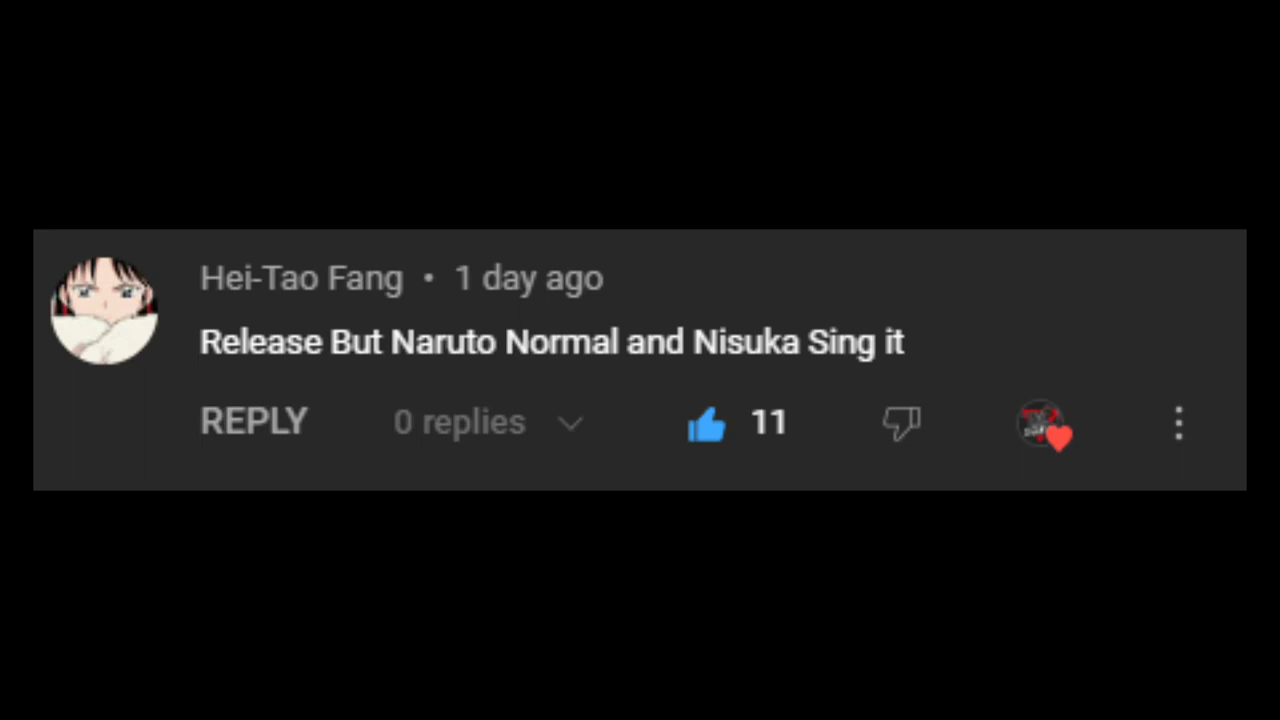 Hei-Tao Fang • 1 day ago
Release But Naruto Normal and Nisuka Sing it
REPLY 0 replies 11